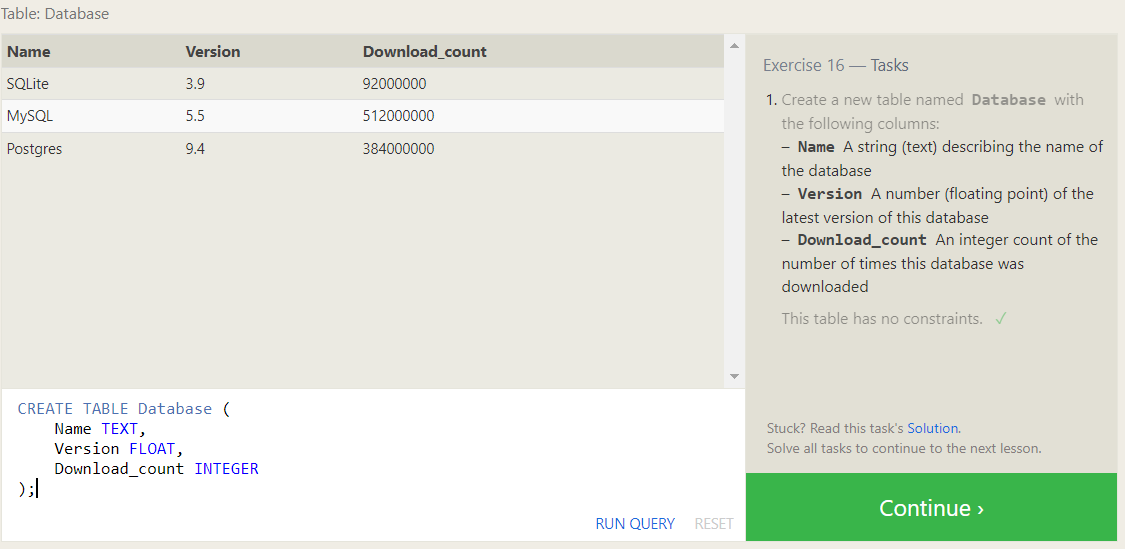 Table: Database
Name Version Download_count
SQLite 3.9 92000000
MySQL 5.5 512000000
Postgres 9.4 384000000
CREATE TABLE Database (
    Name TEXT,
    Version FLOAT,
    Download_count INTEGER
);
RUN QUERY RESET
Exercise 16 — Tasks
1. Create a new table named Database with
the following columns:
– Name A string (text) describing the name of
the database
– Version A number (floating point) of the
latest version of this database
– Download_count An integer count of the
number of times this database was
downloaded
This table has no constraints. ✓
Stuck? Read this task's Solution.
Solve all tasks to continue to the next lesson.
Continue ›